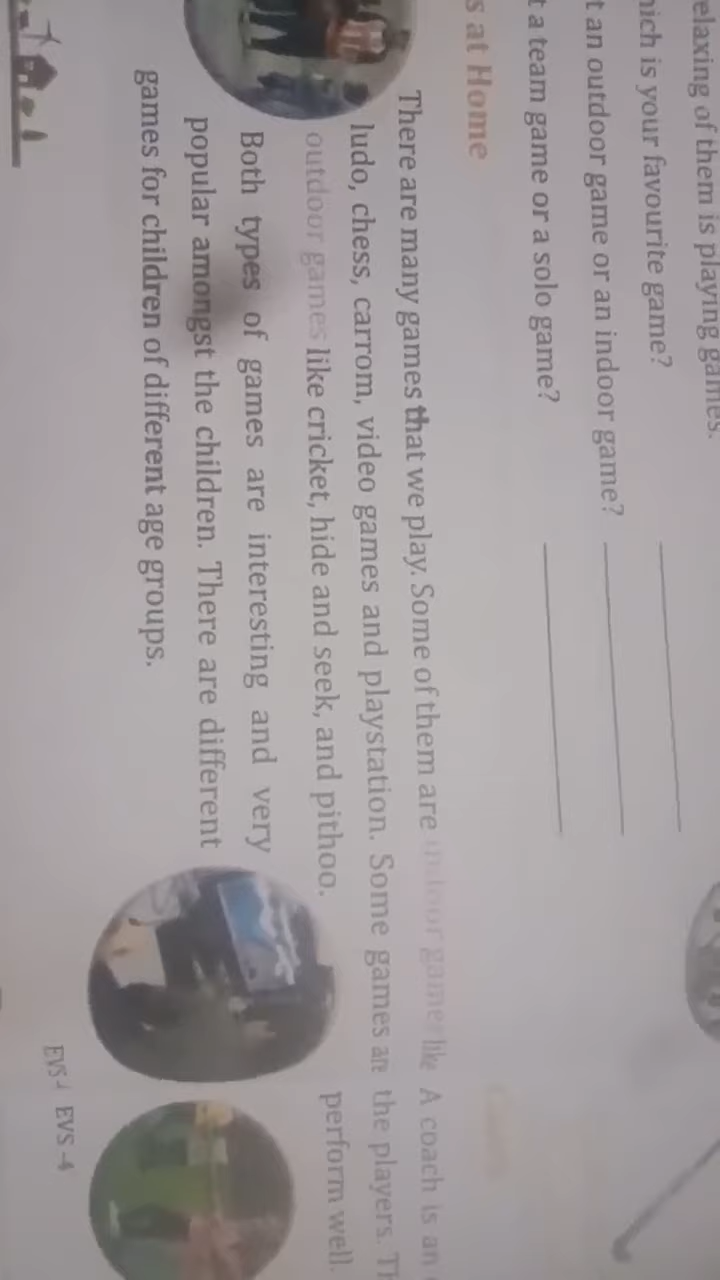 elaxing of them is playing games.
hich is your favourite game?
t an outdoor game or an indoor game?
t a team game or a solo game?
s at Home
There are many games that we play. Some of them are indoor games like
ludo, chess, carrom, video games and playstation. Some games are
outdoor games like cricket, hide and seek, and pithoo.
Both types of games are interesting and very
popular amongst the children. There are different
games for children of different age groups.
A coach is an
the players.
perform well.
EVS-4
EVS-4